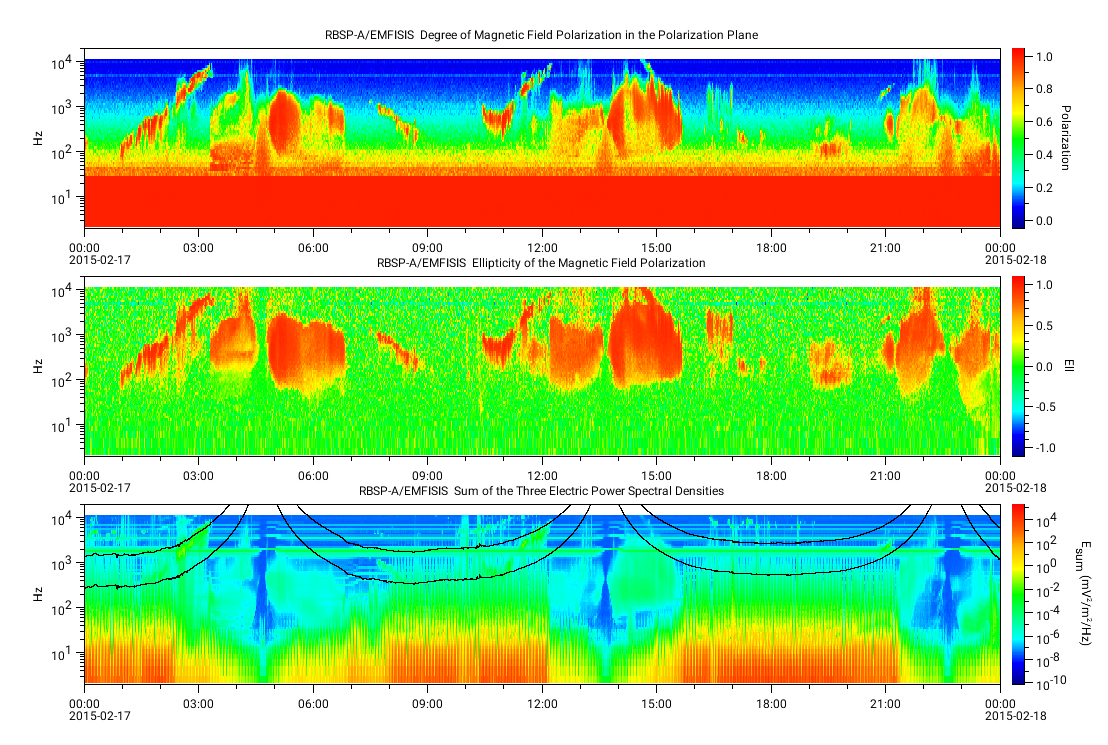 RBSP-A/EMFISIS  Degree of Magnetic Field Polarization in the Polarization Plane
10^4
10^3
10^2
10^1
Hz
1.0
0.8
0.6
0.4
0.2
0.0
Polarization
00:00 03:00 06:00 09:00 12:00 15:00 18:00 21:00 00:00
2015-02-17 2015-02-18
RBSP-A/EMFISIS  Ellipticity of the Magnetic Field Polarization
10^4
10^3
10^2
10^1
Hz
1.0
0.5
0.0
-0.5
-1.0
Ell
00:00 03:00 06:00 09:00 12:00 15:00 18:00 21:00 00:00
2015-02-17 2015-02-18
RBSP-A/EMFISIS  Sum of the Three Electric Power Spectral Densities
10^4
10^3
10^2
10^1
Hz
10^4
10^2
10^0
10^-2
10^-4
10^-6
10^-8
10^-10
E_sum (mV²/m²/Hz)
00:00 03:00 06:00 09:00 12:00 15:00 18:00 21:00 00:00
2015-02-17 2015-02-18